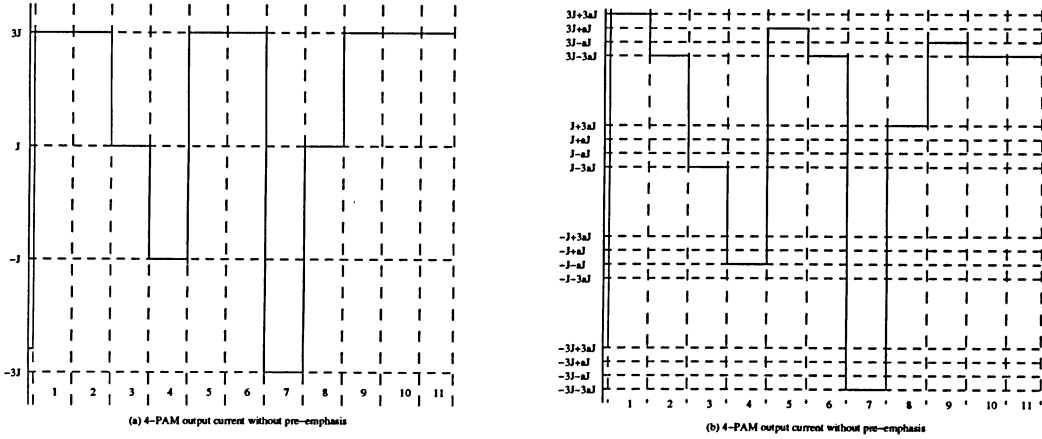 3J
J
-J
-3J
1 2 3 4 5 6 7 8 9 10 11
(a) 4-PAM output current without pre-emphasis
3J+3aJ
3J+aJ
3J-aJ
3J-3aJ
J+3aJ
J+aJ
J-aJ
J-3aJ
-J+3aJ
-J+aJ
-J-aJ
-J-3aJ
-3J+3aJ
-3J+aJ
-3J-aJ
-3J-3aJ
1 2 3 4 5 6 7 8 9 10 11
(b) 4-PAM output current without pre-emphasis